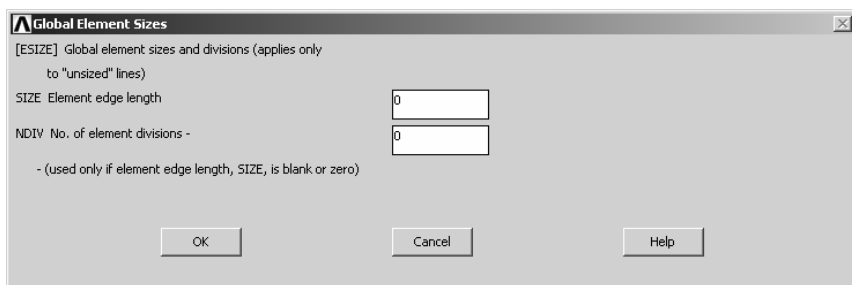 Global Element Sizes
[ESIZE] Global element sizes and divisions (applies only
to "unsized" lines)
SIZE Element edge length
0
NDIV No. of element divisions -
0
- (used only if element edge length, SIZE, is blank or zero)
OK
Cancel
Help